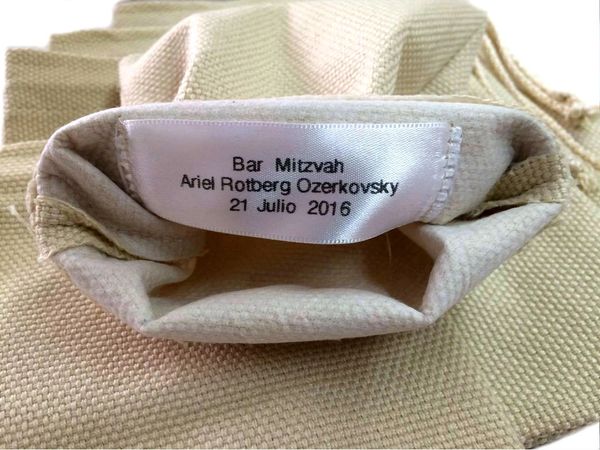 Bar Mitzvah
Ariel Rotberg Ozerkovsky
21 Julio 2016